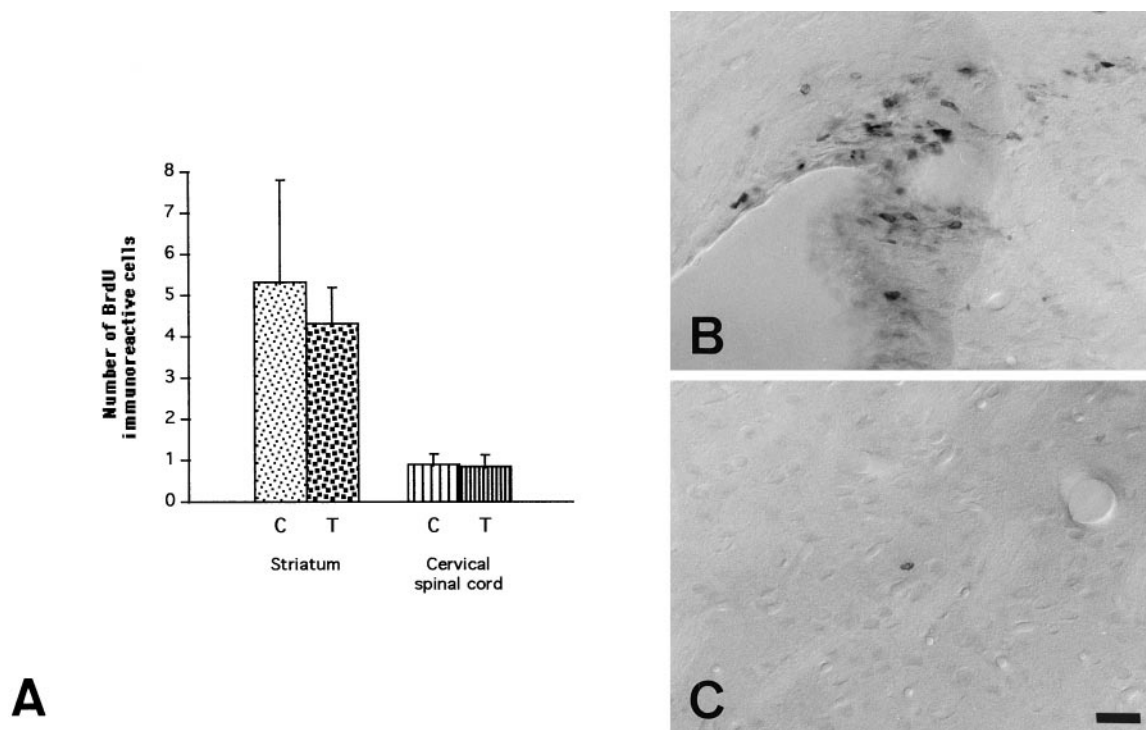 8
7
6
5
4
3
2
1
0
Number of BrdU
immunoreactive cells
C T C T
Striatum Cervical
spinal cord
A
B
C